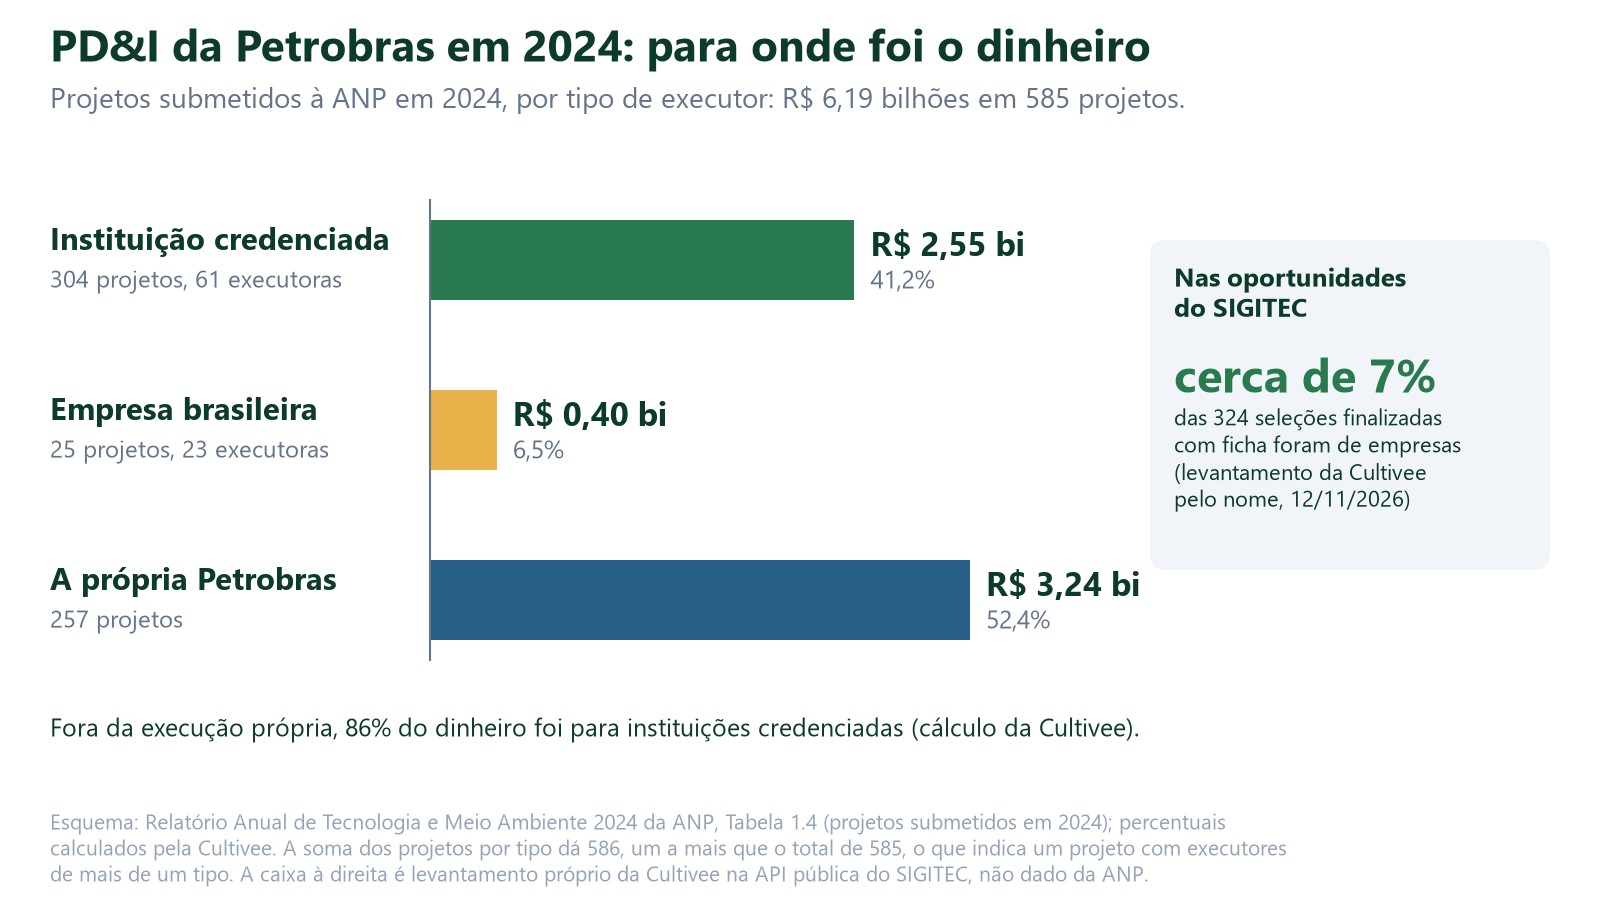 PD&I da Petrobras em 2024: para onde foi o dinheiro
Projetos submetidos à ANP em 2024, por tipo de executor: R$ 6,19 bilhões em 585 projetos.
Instituição credenciada
304 projetos, 61 executoras
R$ 2,55 bi
41,2%
Empresa brasileira
25 projetos, 23 executoras
R$ 0,40 bi
6,5%
A própria Petrobras
257 projetos
R$ 3,24 bi
52,4%
Nas oportunidades
do SIGITEC
cerca de 7%
das 324 seleções finalizadas
com ficha foram de empresas
(levantamento da Cultivee
pelo nome, 12/11/2026)
Fora da execução própria, 86% do dinheiro foi para instituições credenciadas (cálculo da Cultivee).
Esquema: Relatório Anual de Tecnologia e Meio Ambiente 2024 da ANP, Tabela 1.4 (projetos submetidos em 2024); percentuais
calculados pela Cultivee. A soma dos projetos por tipo dá 586, um a mais que o total de 585, o que indica um projeto com executores
de mais de um tipo. A caixa à direita é levantamento próprio da Cultivee na API pública do SIGITEC, não dado da ANP.